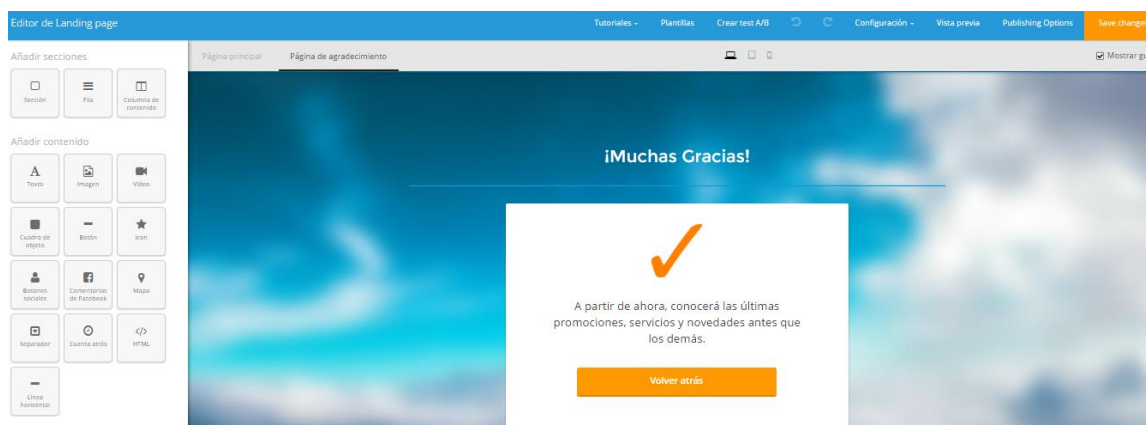 Editor de Landing page
Tutoriales
Plantillas
Crear test A/B
Configuración
Vista previa
Publishing Options
Save changes
Añadir secciones
Página principal
Página de agradecimiento
Mostrar
Sección
Fila
Columna de
contenido
Añadir contenido
Texto
Imagen
Vídeo
Cuadro de
objeto
Botón
Icon
Botones
sociales
Comentarios
de Facebook
Mapa
Separador
Cuenta atrás
</> HTML
Línea
horizontal
¡Muchas Gracias!
A partir de ahora, conocerá las últimas
promociones, servicios y novedades antes que
los demás.
Volver atrás